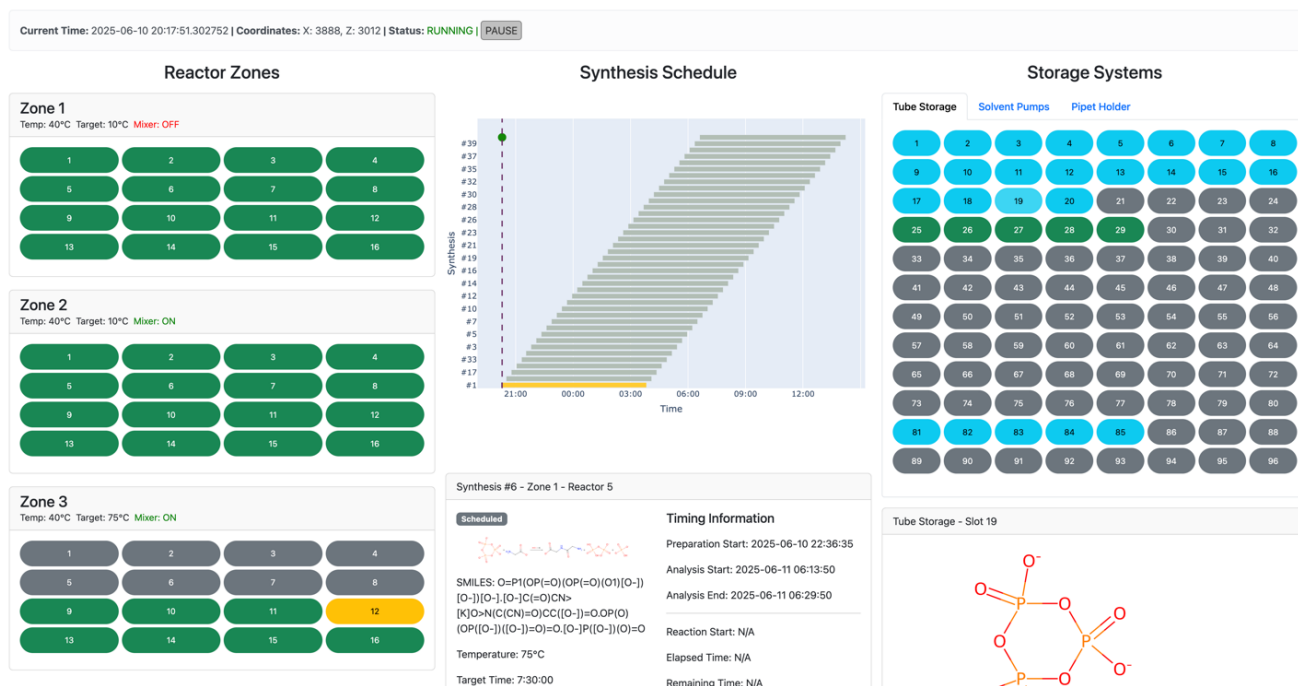 Current Time: 2025-06-10 20:17:51.302752 | Coordinates: X: 3888, Z: 3012 | Status: RUNNING | PAUSE
Reactor Zones
Zone 1
Temp: 40°C Target: 10°C Mixer: OFF
1 2 3 4
5 6 7 8
9 10 11 12
13 14 15 16
Zone 2
Temp: 40°C Target: 10°C Mixer: ON
1 2 3 4
5 6 7 8
9 10 11 12
13 14 15 16
Zone 3
Temp: 40°C Target: 75°C Mixer: ON
1 2 3 4
5 6 7 8
9 10 11 12
13 14 15 16
Synthesis Schedule
Synthesis
#39
#37
#35
#32
#30
#28
#26
#23
#21
#19
#16
#14
#12
#10
#7
#5
#3
#33
#17
#1
21:00 00:00 03:00 06:00 09:00 12:00
Time
Synthesis #6 - Zone 1 - Reactor 5
Scheduled
SMILES: O=P1(OP(=O)(OP(=O)(O1)[O-])
[O-])[O-].[O-]C(=O)CN>
[K]O>N(C(CN)=O)CC([O-])=O.OP(O)
(OP([O-])([O-])=O)=O.[O-]P([O-])(O)=O
Temperature: 75°C
Target Time: 7:30:00
Timing Information
Preparation Start: 2025-06-10 22:36:35
Analysis Start: 2025-06-11 06:13:50
Analysis End: 2025-06-11 06:29:50
Reaction Start: N/A
Elapsed Time: N/A
Remaining Time: N/A
Storage Systems
Tube Storage Solvent Pumps Pipet Holder
1 2 3 4 5 6 7 8
9 10 11 12 13 14 15 16
17 18 19 20 21 22 23 24
25 26 27 28 29 30 31 32
33 34 35 36 37 38 39 40
41 42 43 44 45 46 47 48
49 50 51 52 53 54 55 56
57 58 59 60 61 62 63 64
65 66 67 68 69 70 71 72
73 74 75 76 77 78 79 80
81 82 83 84 85 86 87 88
89 90 91 92 93 94 95 96
Tube Storage - Slot 19
O-
O
P O
O
O P
O-
P O